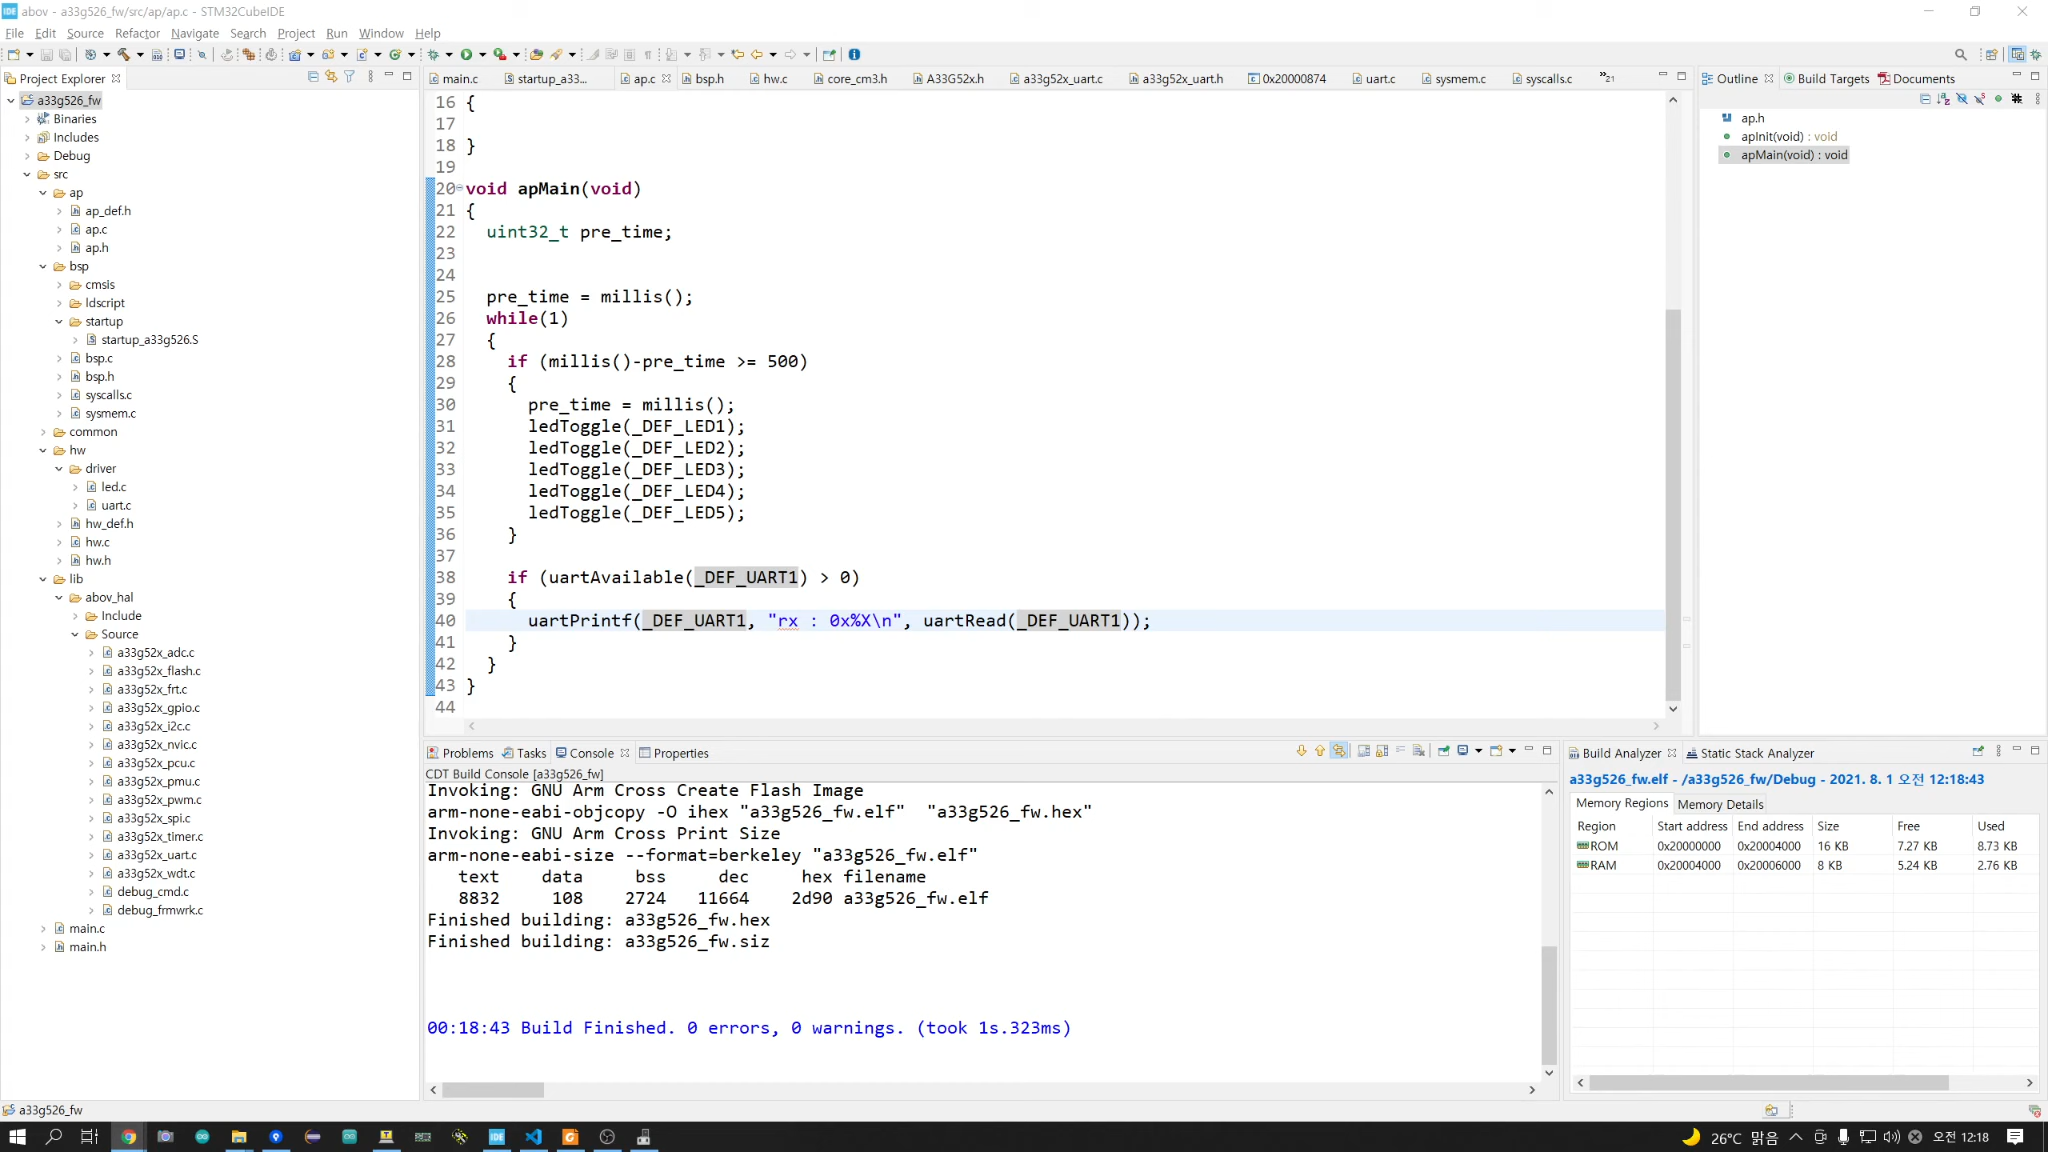 abov - a33g526_fw/src/ap/ap.c - STM32CubeIDE
File Edit Source Refactor Navigate Search Project Run Window Help
Project Explorer
a33g526_fw
Binaries
Includes
Debug
src
ap
ap_def.h
ap.c
ap.h
bsp
cmsis
ldscript
startup
startup_a33g526.S
bsp.c
bsp.h
syscalls.c
sysmem.c
common
hw
driver
led.c
uart.c
hw_def.h
hw.c
hw.h
lib
abov_hal
Include
Source
a33g52x_adc.c
a33g52x_flash.c
a33g52x_frt.c
a33g52x_gpio.c
a33g52x_i2c.c
a33g52x_nvic.c
a33g52x_pcu.c
a33g52x_pmu.c
a33g52x_pwm.c
a33g52x_spi.c
a33g52x_timer.c
a33g52x_uart.c
a33g52x_wdt.c
debug_cmd.c
debug_frmwrk.c
main.c
main.h
main.c startup_a33... ap.c bsp.h hw.c core_cm3.h A33G52x.h a33g52x_uart.c a33g52x_uart.h 0x20000874 uart.c sysmem.c syscalls.c »21
16 {
17
18 }
19
20 void apMain(void)
21 {
22 uint32_t pre_time;
23
24
25 pre_time = millis();
26 while(1)
27 {
28 if (millis()-pre_time >= 500)
29 {
30 pre_time = millis();
31 ledToggle(_DEF_LED1);
32 ledToggle(_DEF_LED2);
33 ledToggle(_DEF_LED3);
34 ledToggle(_DEF_LED4);
35 ledToggle(_DEF_LED5);
36 }
37
38 if (uartAvailable(_DEF_UART1) > 0)
39 {
40 uartPrintf(_DEF_UART1, "rx : 0x%X\n", uartRead(_DEF_UART1));
41 }
42 }
43 }
44
Outline Build Targets Documents
ap.h
apInit(void) : void
apMain(void) : void
Problems Tasks Console Properties
CDT Build Console [a33g526_fw]
Invoking: GNU Arm Cross Create Flash Image
arm-none-eabi-objcopy -O ihex "a33g526_fw.elf" "a33g526_fw.hex"
Invoking: GNU Arm Cross Print Size
arm-none-eabi-size --format=berkeley "a33g526_fw.elf"
text data bss dec hex filename
8832 108 2724 11664 2d90 a33g526_fw.elf
Finished building: a33g526_fw.hex
Finished building: a33g526_fw.siz
00:18:43 Build Finished. 0 errors, 0 warnings. (took 1s.323ms)
Build Analyzer Static Stack Analyzer
a33g526_fw.elf - /a33g526_fw/Debug - 2021. 8. 1 오전 12:18:43
Memory Regions Memory Details
Region Start address End address Size Free Used
ROM 0x20000000 0x20004000 16 KB 7.27 KB 8.73 KB
RAM 0x20004000 0x20006000 8 KB 5.24 KB 2.76 KB
a33g526_fw
26°C 맑음 오전 12:18